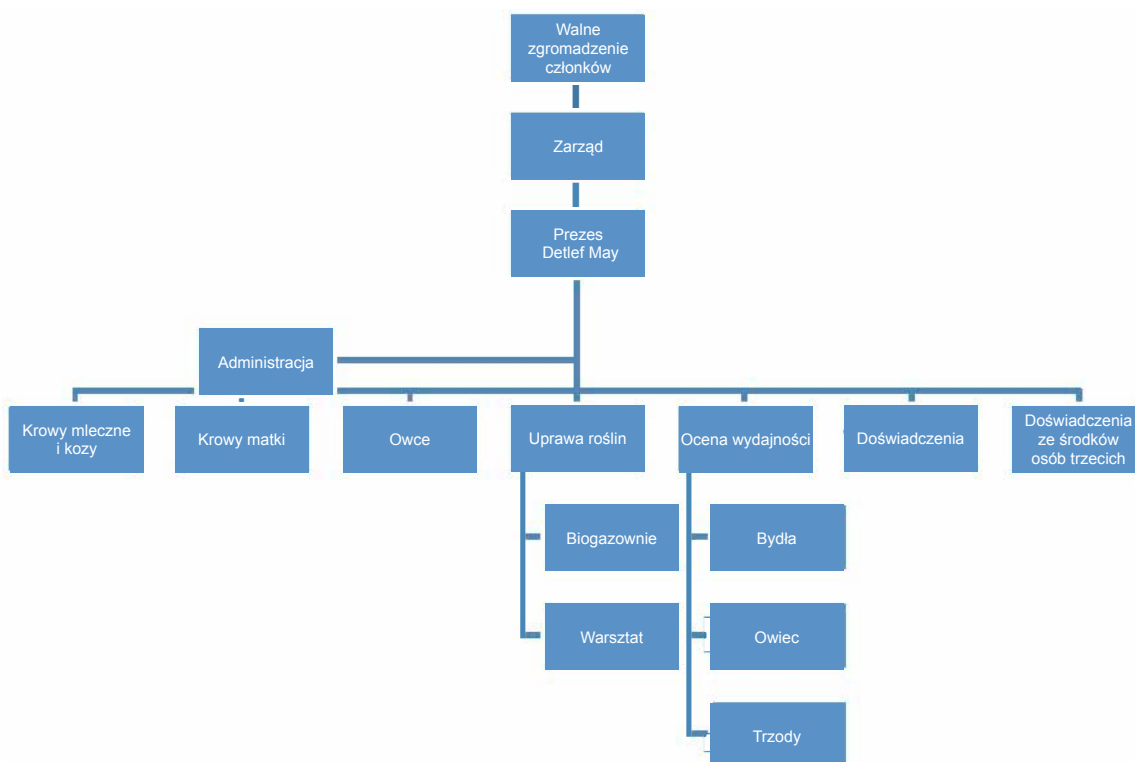 Walne
zgromadzenie
członków
Zarząd
Prezes
Detlef May
Administracja
Krowy mleczne
i kozy
Krowy matki
Owce
Uprawa roślin
Ocena wydajności
Doświadczenia
Doświadczenia
ze środków
osób trzecich
Biogazownie
Bydła
Warsztat
Owiec
Trzody